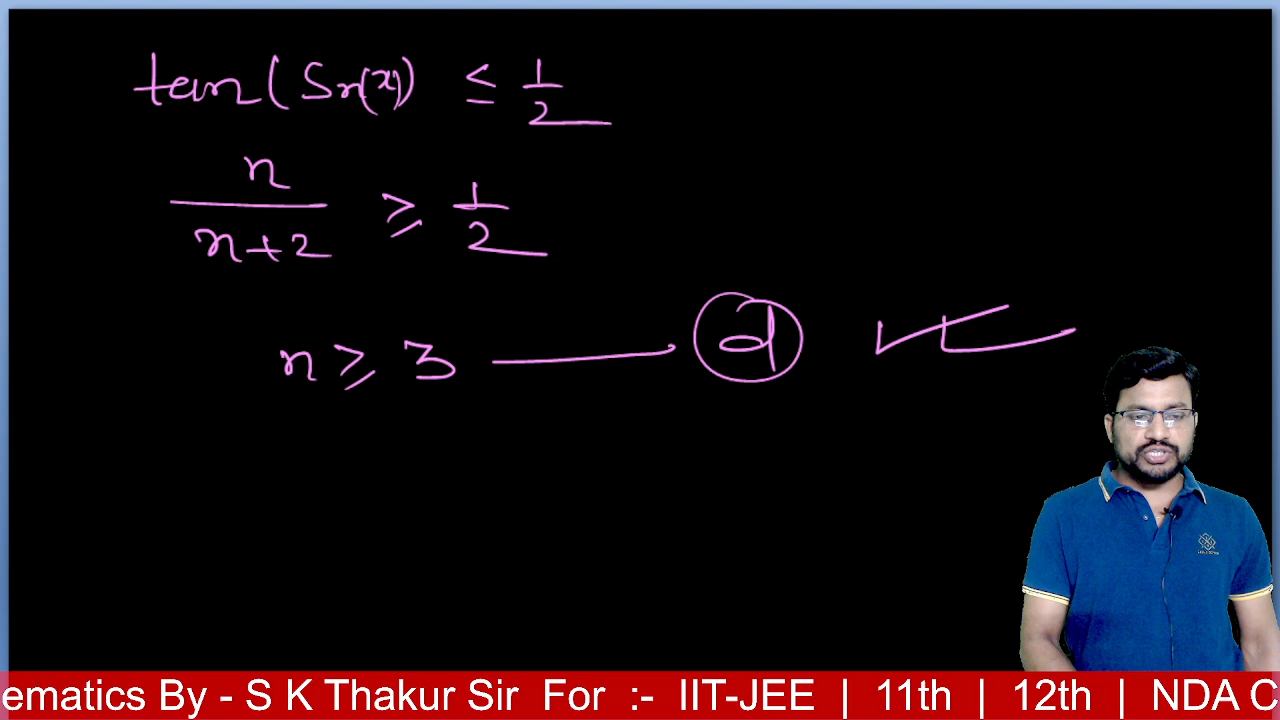 tan(Sn(x)) ≤ 1/2
n/(n+2) ≥ 1/2
n ≥ 3 — d
ematics By - S K Thakur Sir For :- IIT-JEE | 11th | 12th | NDA C